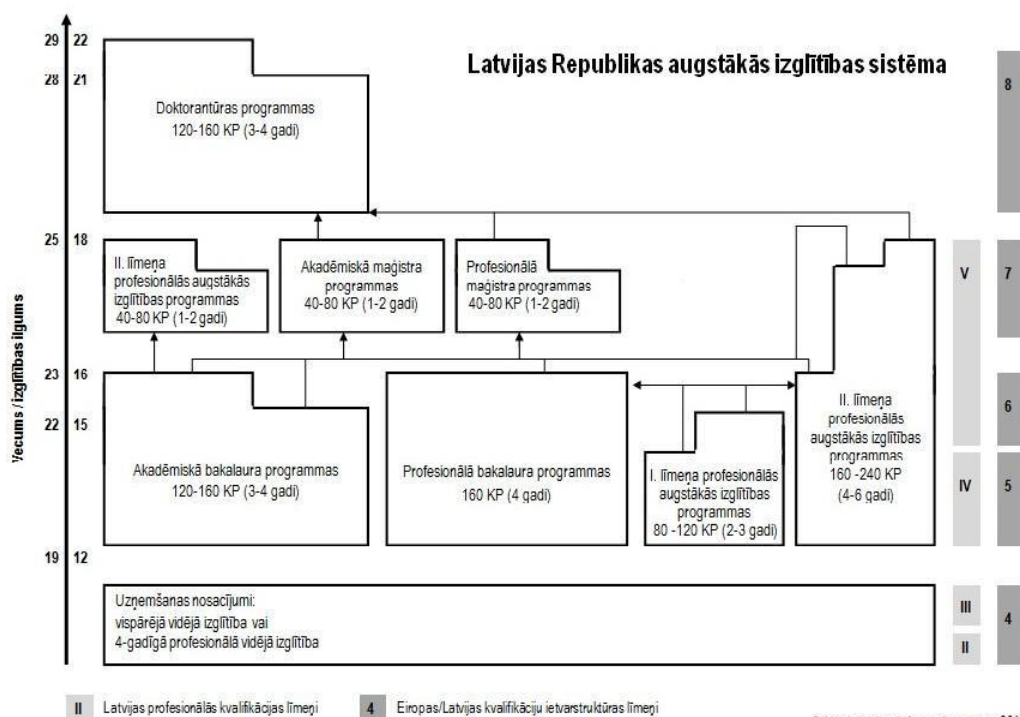 Latvijas Republikas augstākās izglītības sistēma
Vecums / izglītības ilgums
29 22
28 21
25 18
23 16
22 15
19 12
Doktorantūras programmas
120-160 KP (3-4 gadi)
II. līmeņa
profesionālās augstākās
izglītības programmas
40-80 KP (1-2 gadi)
Akadēmiskā maģistra
programmas
40-80 KP (1-2 gadi)
Profesionālā
maģistra programmas
40-80 KP (1-2 gadi)
Akadēmiskā bakalaura programmas
120-160 KP (3-4 gadi)
Profesionālā bakalaura programmas
160 KP (4 gadi)
I. līmeņa profesionālās
augstākās izglītības
programmas
80 -120 KP (2-3 gadi)
II. līmeņa
profesionālās
augstākās izglītības
programmas
160 -240 KP
(4-6 gadi)
Uzņemšanas nosacījumi:
vispārējā vidējā izglītība vai
4-gadīgā profesionālā vidējā izglītība
V
IV
III
II
8
7
6
5
4
II Latvijas profesionālās kvalifikācijas līmeņi
4 Eiropas/Latvijas kvalifikāciju ietvarstruktūras līmeņi